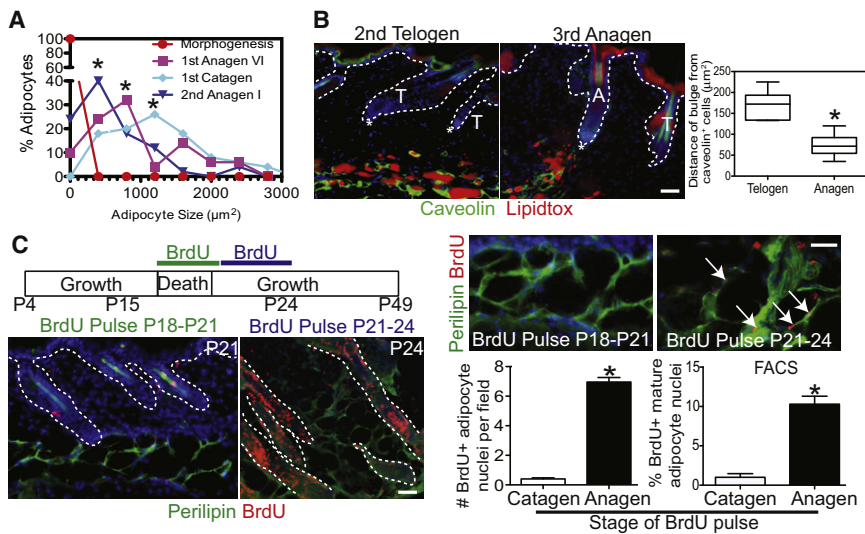 A
% Adipocytes
100
80
60
40
30
20
10
0
0
1000
2000
3000
Adipocyte Size (µm²)
Morphogenesis
1st Anagen VI
1st Catagen
2nd Anagen I
* * *
B
2nd Telogen
3rd Anagen
T
T
A
T
*
*
*
Caveolin Lipidtox
Distance of bulge from
caveolin⁺ cells (µm²)
250
200
150
100
50
0
*
Telogen
Anagen
C
BrdU BrdU
Growth Death Growth
P4 P15 P24 P49
BrdU Pulse P18-P21 BrdU Pulse P21-24
P21
P24
Perilipin BrdU
Perilipin BrdU
BrdU Pulse P18-P21
BrdU Pulse P21-24
# BrdU+ adipocyte
nuclei per field
8
6
4
2
0
*
Catagen Anagen
FACS
% BrdU+ mature
adipocyte nuclei
15
10
5
0
*
Catagen Anagen
Stage of BrdU pulse